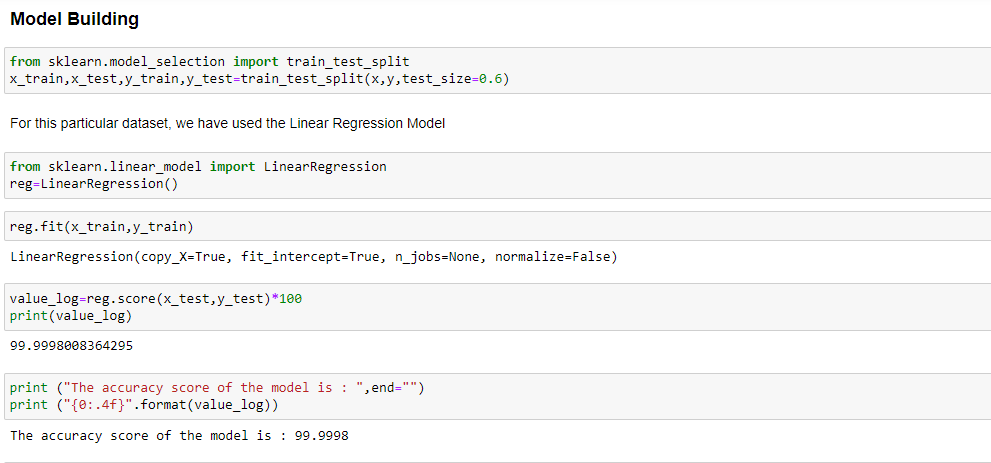 Model Building
from sklearn.model_selection import train_test_split
x_train,x_test,y_train,y_test=train_test_split(x,y,test_size=0.6)
For this particular dataset, we have used the Linear Regression Model
from sklearn.linear_model import LinearRegression
reg=LinearRegression()
reg.fit(x_train,y_train)
LinearRegression(copy_X=True, fit_intercept=True, n_jobs=None, normalize=False)
value_log=reg.score(x_test,y_test)*100
print(value_log)
99.9998008364295
print ("The accuracy score of the model is : ",end="")
print ("{0:.4f}".format(value_log))
The accuracy score of the model is : 99.9998